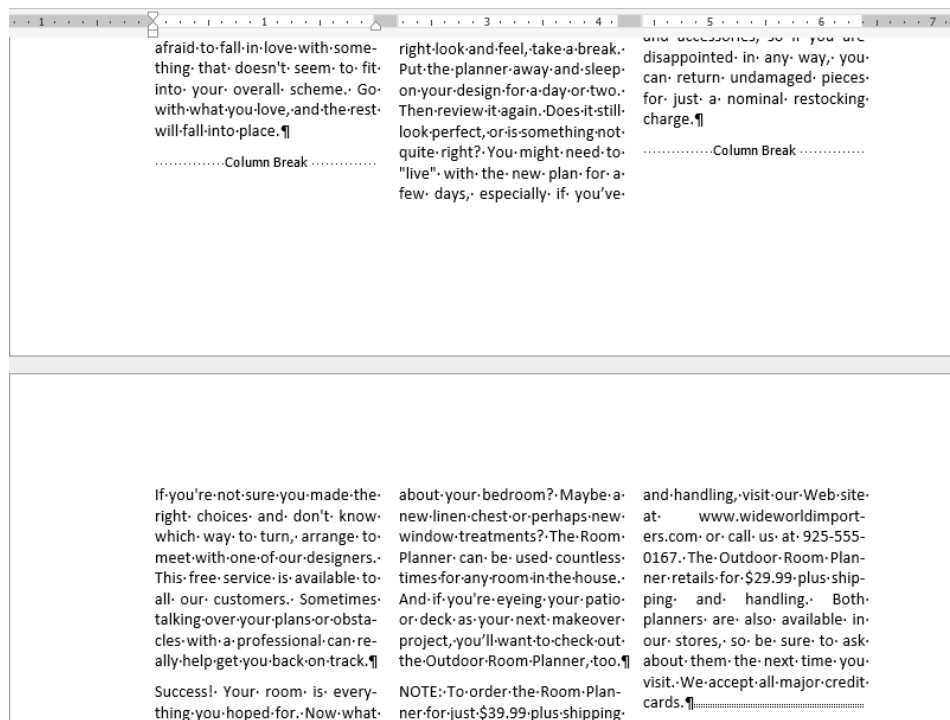 1 1 3 4 5 6 7
afraid to fall in love with some-
thing that doesn't seem to fit
into your overall scheme. Go
with what you love, and the rest
will fall into place.¶
Column Break
right look and feel, take a break.
Put the planner away and sleep
on your design for a day or two.
Then review it again. Does it still
look perfect, or is something not
quite right? You might need to
"live" with the new plan for a
few days, especially if you’ve
and accessories, so if you are
disappointed in any way, you
can return undamaged pieces
for just a nominal restocking
charge.¶
Column Break
If you're not sure you made the
right choices and don't know
which way to turn, arrange to
meet with one of our designers.
This free service is available to
all our customers. Sometimes
talking over your plans or obsta-
cles with a professional can re-
ally help get you back on track.¶
Success! Your room is every-
thing you hoped for. Now what
about your bedroom? Maybe a
new linen chest or perhaps new
window treatments? The Room
Planner can be used countless
times for any room in the house.
And if you're eyeing your patio
or deck as your next makeover
project, you’ll want to check out
the Outdoor Room Planner, too.¶
NOTE: To order the Room Plan-
ner for just $39.99 plus shipping
and handling, visit our Web site
at www.wideworldimport-
ers.com or call us at 925-555-
0167. The Outdoor Room Plan-
ner retails for $29.99 plus ship-
ping and handling. Both
planners are also available in
our stores, so be sure to ask
about them the next time you
visit. We accept all major credit
cards.¶